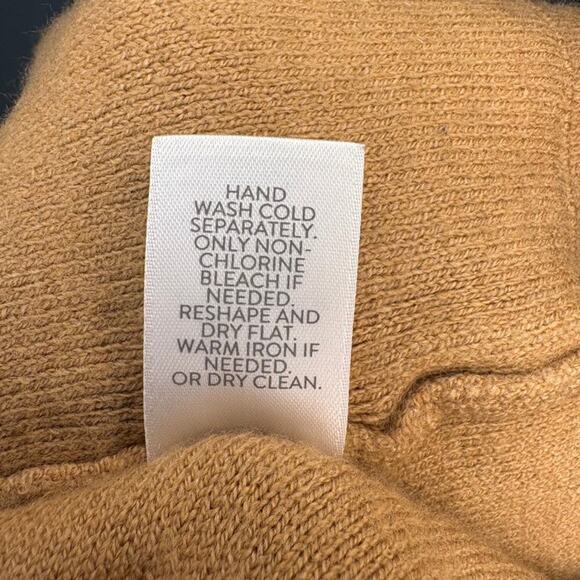 HAND
WASH COLD
SEPARATELY.
ONLY NON-
CHLORINE
BLEACH IF
NEEDED.
RESHAPE AND
DRY FLAT.
WARM IRON IF
NEEDED.
OR DRY CLEAN.